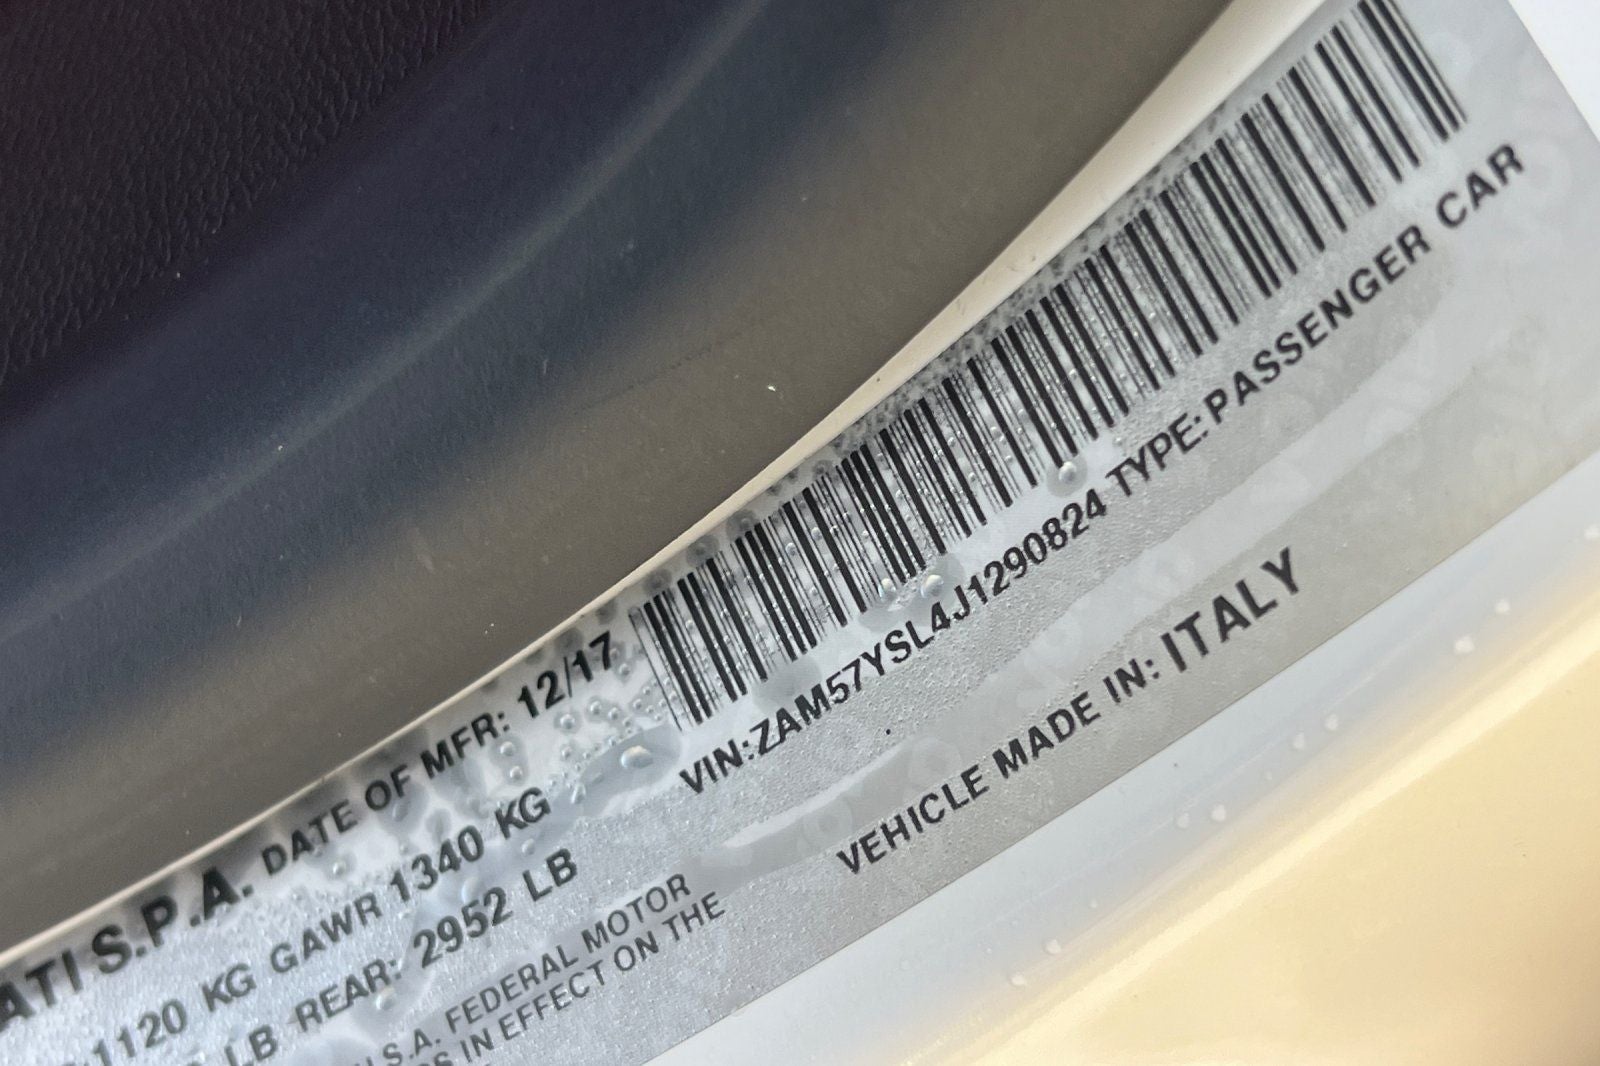 ATI S.P.A. DATE OF MFR: 12/17
1120 KG GAWR 1340 KG
LB REAR: 2952 LB
S.A. FEDERAL MOTOR
IN EFFECT ON THE
VIN:ZAM57YSL4J1290824 TYPE:PASSENGER CAR
VEHICLE MADE IN: ITALY